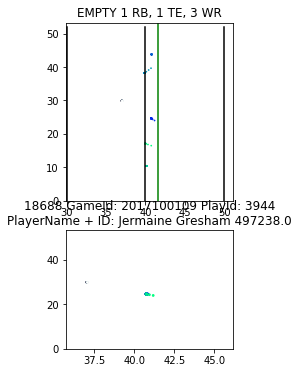 EMPTY 1 RB, 1 TE, 3 WR
50
40
30
20
10
0
30 35 40 45 50
18688 GameId: 2017100109 PlayId: 3944
PlayerName + ID: Jermaine Gresham 497238.0
40
20
0
37.5 40.0 42.5 45.0